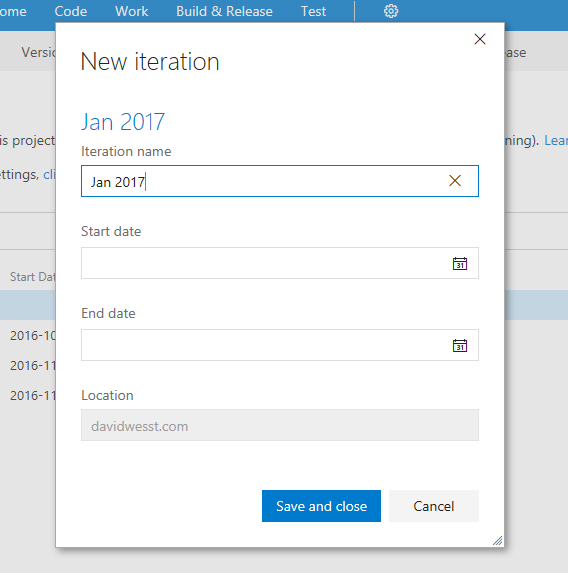 ome Code Work Build & Release Test
Versio ase
New iteration
Jan 2017
is projec ning). Lear
Iteration name
ettings, cli
Jan 2017
Start date
31
Start Dat
End date
2016-10
31
2016-11
2016-11
Location
davidwesst.com
Save and close Cancel